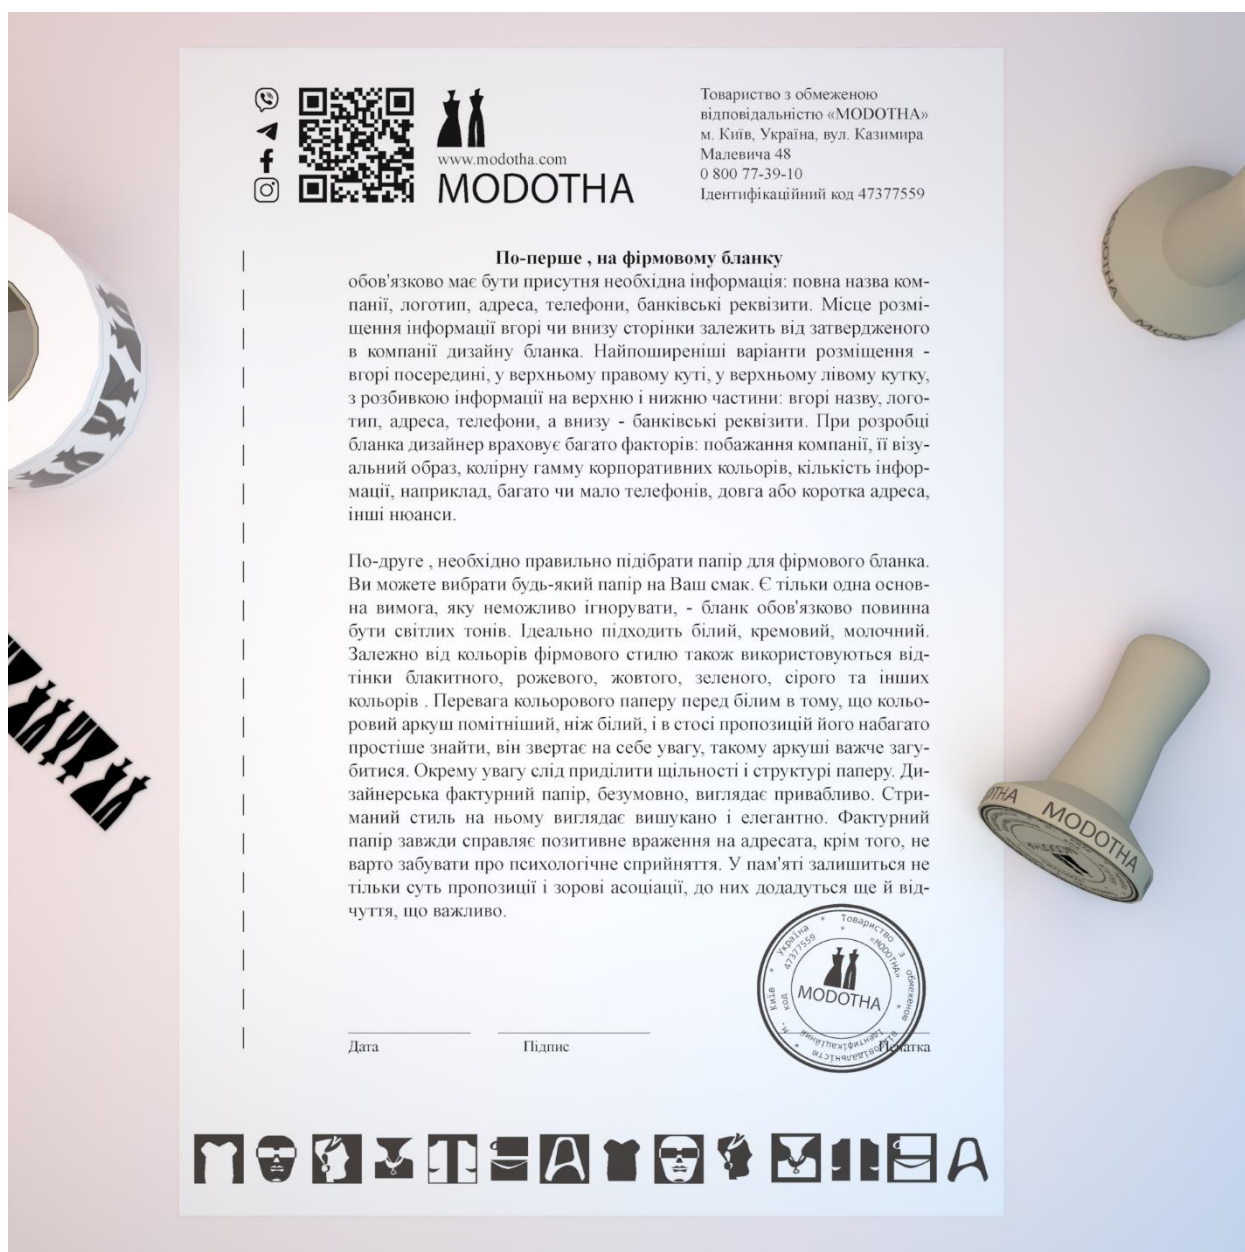 www.modotha.com
MODOTHA
Товариство з обмеженою
відповідальністю «MODOTHA»
м. Київ, Україна, вул. Казимира
Малевича 48
0 800 77-39-10
Ідентифікаційний код 47377559
По-перше , на фірмовому бланку
обов'язково має бути присутня необхідна інформація: повна назва ком-
панії, логотип, адреса, телефони, банківські реквізити. Місце розмі-
щення інформації вгорі чи внизу сторінки залежить від затвердженого
в компанії дизайну бланка. Найпоширеніші варіанти розміщення -
вгорі посередині, у верхньому правому куті, у верхньому лівому кутку,
з розбивкою інформації на верхню і нижню частини: вгорі назву, лого-
тип, адреса, телефони, а внизу - банківські реквізити. При розробці
бланка дизайнер враховує багато факторів: побажання компанії, її візу-
альний образ, колірну гамму корпоративних кольорів, кількість інфор-
мації, наприклад, багато чи мало телефонів, довга або коротка адреса,
інші нюанси.
По-друге , необхідно правильно підібрати папір для фірмового бланка.
Ви можете вибрати будь-який папір на Ваш смак. Є тільки одна основ-
на вимога, яку неможливо ігнорувати, - бланк обов'язково повинна
бути світлих тонів. Ідеально підходить білий, кремовий, молочний.
Залежно від кольорів фірмового стилю також використовуються від-
тінки блакитного, рожевого, жовтого, зеленого, сірого та інших
кольорів . Перевага кольорового паперу перед білим в тому, що кольо-
ровий аркуш помітніший, ніж білий, і в стосі пропозицій його набагато
простіше знайти, він звертає на себе увагу, такому аркуші важче загу-
битися. Окрему увагу слід приділити щільності і структурі паперу. Ди-
зайнерська фактурний папір, безумовно, виглядає привабливо. Стри-
маний стиль на ньому виглядає вишукано і елегантно. Фактурний
папір завжди справляє позитивне враження на адресата, крім того, не
варто забувати про психологічне сприйняття. У пам'яті залишиться не
тільки суть пропозиції і зорові асоціації, до них додадуться ще й від-
чуття, що важливо.
м. Київ * Україна * Товариство з обмеженою відповідальністю *
Ідентифікаційний код 47377559 * «MODOTHA» *
MODOTHA
Дата
Підпис
Печатка
MODOTHA